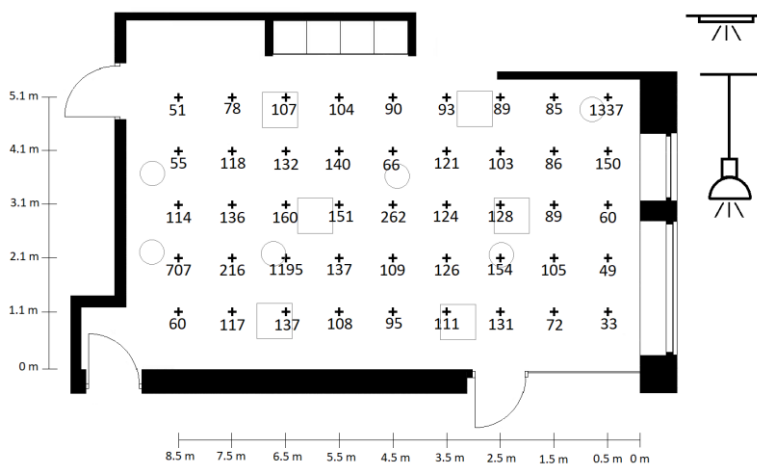 5.1 m
51 78 107 104 90 93 89 85 1337
4.1 m
55 118 132 140 66 121 103 86 150
3.1 m
114 136 160 151 262 124 128 89 60
2.1 m
707 216 1195 137 109 126 154 105 49
1.1 m
60 117 137 108 95 111 131 72 33
0 m
8.5 m 7.5 m 6.5 m 5.5 m 4.5 m 3.5 m 2.5 m 1.5 m 0.5 m 0 m